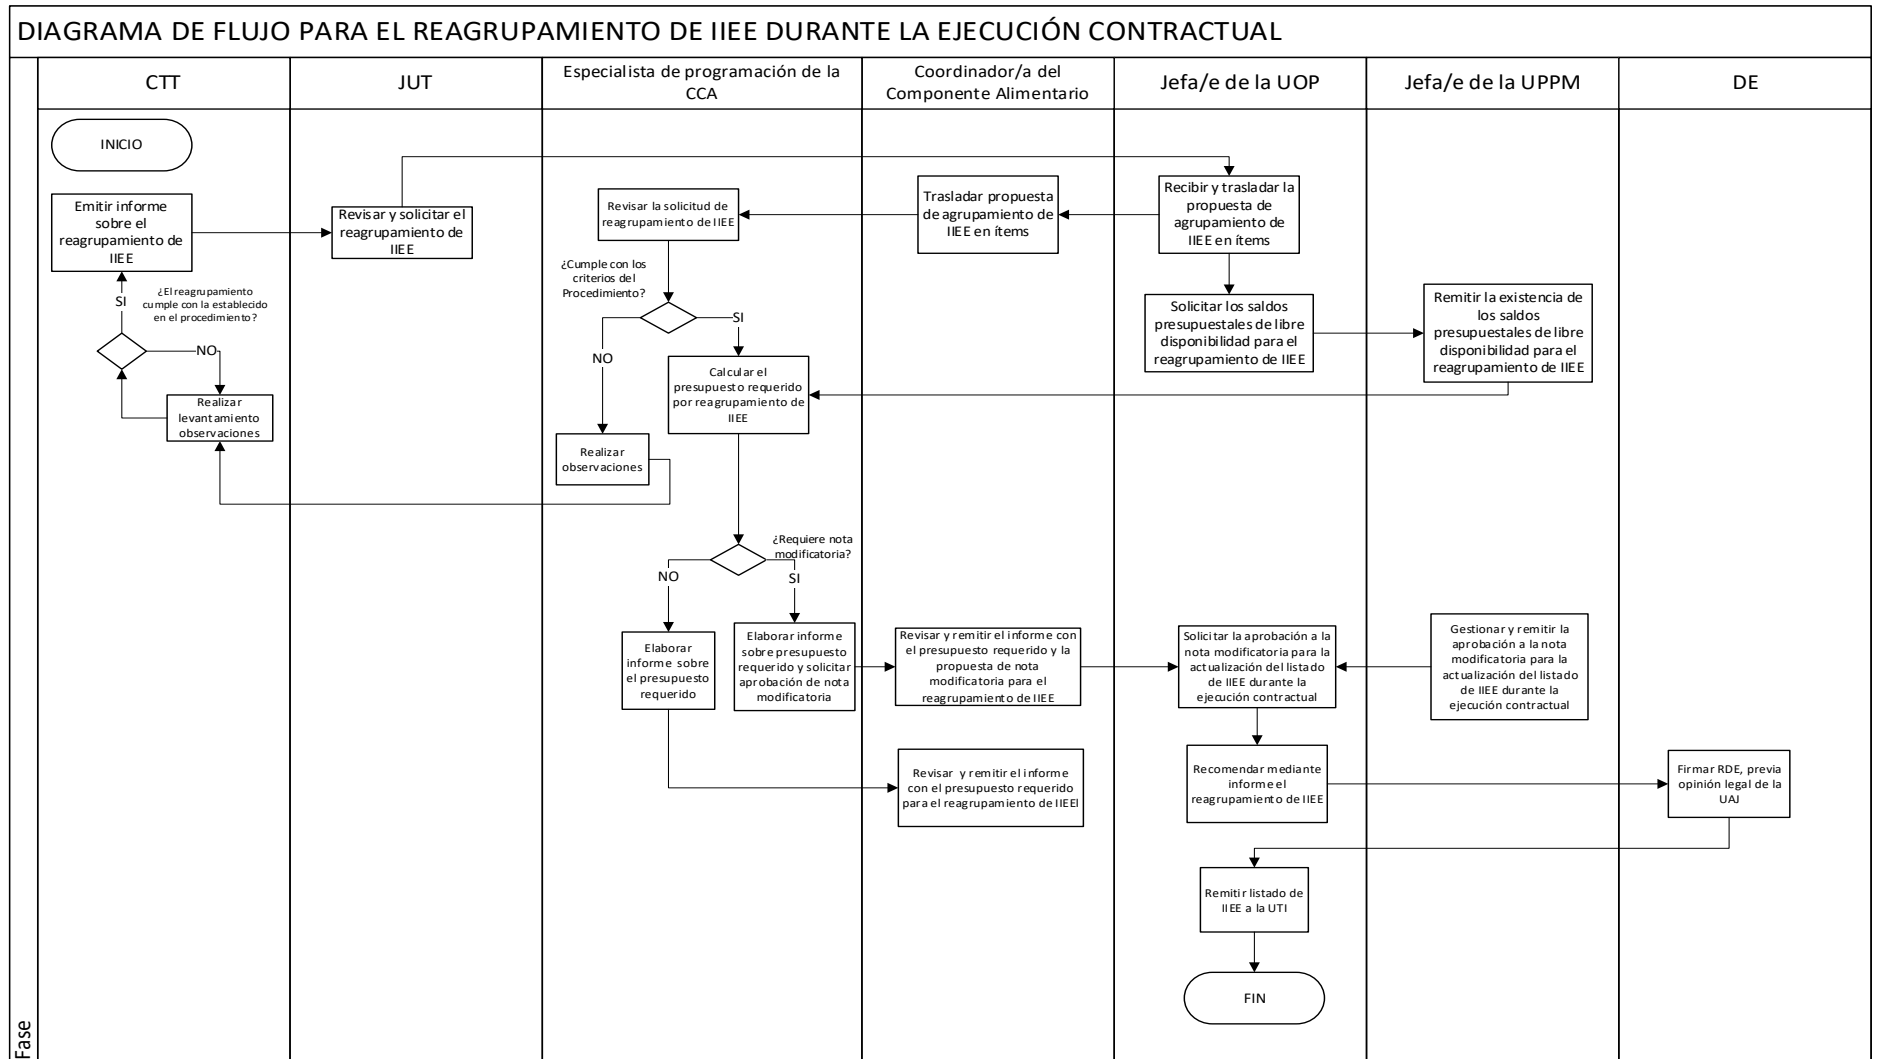 DIAGRAMA DE FLUJO PARA EL REAGRUPAMIENTO DE IIEE DURANTE LA EJECUCIÓN CONTRACTUAL
CTT
JUT
Especialista de programación de la
CCA
Coordinador/a del
Componente Alimentario
Jefa/e de la UOP
Jefa/e de la UPPM
DE
INICIO
Emitir informe
sobre el
reagrupamiento de
IIEE
Revisar y solicitar el
reagrupamiento de
IIEE
Revisar la solicitud de
reagrupamiento de IIEE
Trasladar propuesta
de agrupamiento de
IIEE en ítems
Recibir y trasladar la
propuesta de
agrupamiento de
IIEE en ítems
¿Cumple con los
criterios del
Procedimiento?
SI
¿El reagrupamiento
cumple con la establecido
en el procedimiento?
SI
NO
NO
Solicitar los saldos
presupuestales de libre
disponibilidad para el
reagrupamiento de IIEE
Remitir la existencia de
los saldos
presupuestales de libre
disponibilidad para el
reagrupamiento de IIEE
Calcular el
presupuesto requerido
por reagrupamiento de
IIEE
Realizar
levantamiento
observaciones
Realizar
observaciones
¿Requiere nota
modificatoria?
NO
SI
Elaborar
informe sobre
el presupuesto
requerido
Elaborar informe
sobre presupuesto
requerido y solicitar
aprobación de nota
modificatoria
Revisar y remitir el informe con
el presupuesto requerido y la
propuesta de nota
modificatoria para el
reagrupamiento de IIEE
Solicitar la aprobación a la
nota modificatoria para la
actualización del listado
de IIEE durante la
ejecución contractual
Gestionar y remitir la
aprobación a la nota
modificatoria para la
actualización del listado
de IIEE durante la
ejecución contractual
Revisar y remitir el informe
con el presupuesto requerido
para el reagrupamiento de IIEEl
Recomendar mediante
informe el
reagrupamiento de IIEE
Firmar RDE, previa
opinión legal de la
UAJ
Remitir listado de
IIEE a la UTI
FIN
Fase